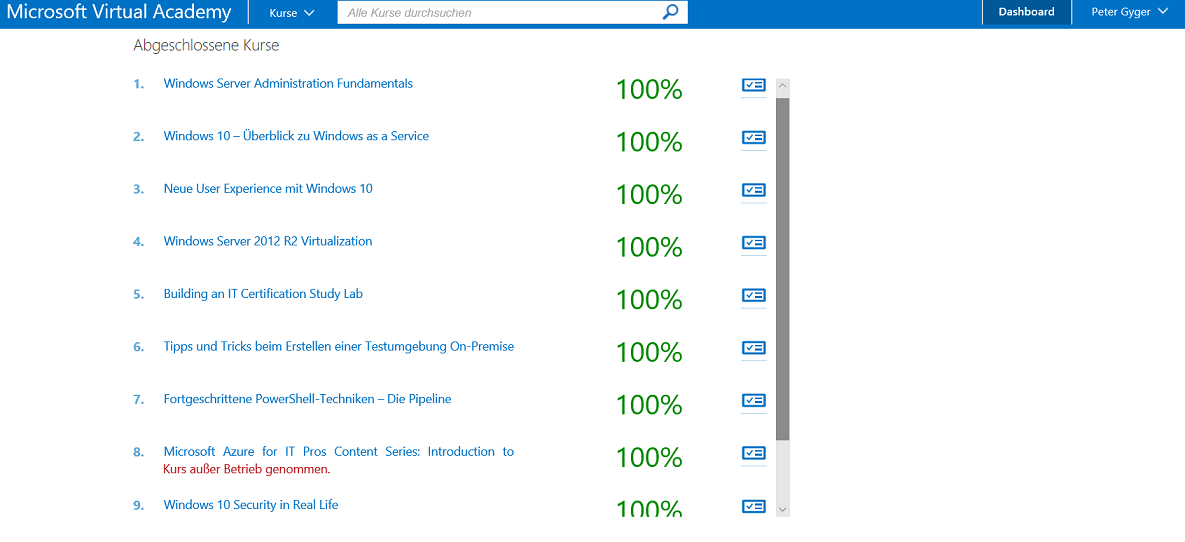 Microsoft Virtual Academy Kurse Alle Kurse durchsuchen Dashboard Peter Gyger
Abgeschlossene Kurse
1. Windows Server Administration Fundamentals 100%
2. Windows 10 – Überblick zu Windows as a Service 100%
3. Neue User Experience mit Windows 10 100%
4. Windows Server 2012 R2 Virtualization 100%
5. Building an IT Certification Study Lab 100%
6. Tipps und Tricks beim Erstellen einer Testumgebung On-Premise 100%
7. Fortgeschrittene PowerShell-Techniken – Die Pipeline 100%
8. Microsoft Azure for IT Pros Content Series: Introduction to 100%
Kurs außer Betrieb genommen.
9. Windows 10 Security in Real Life 100%